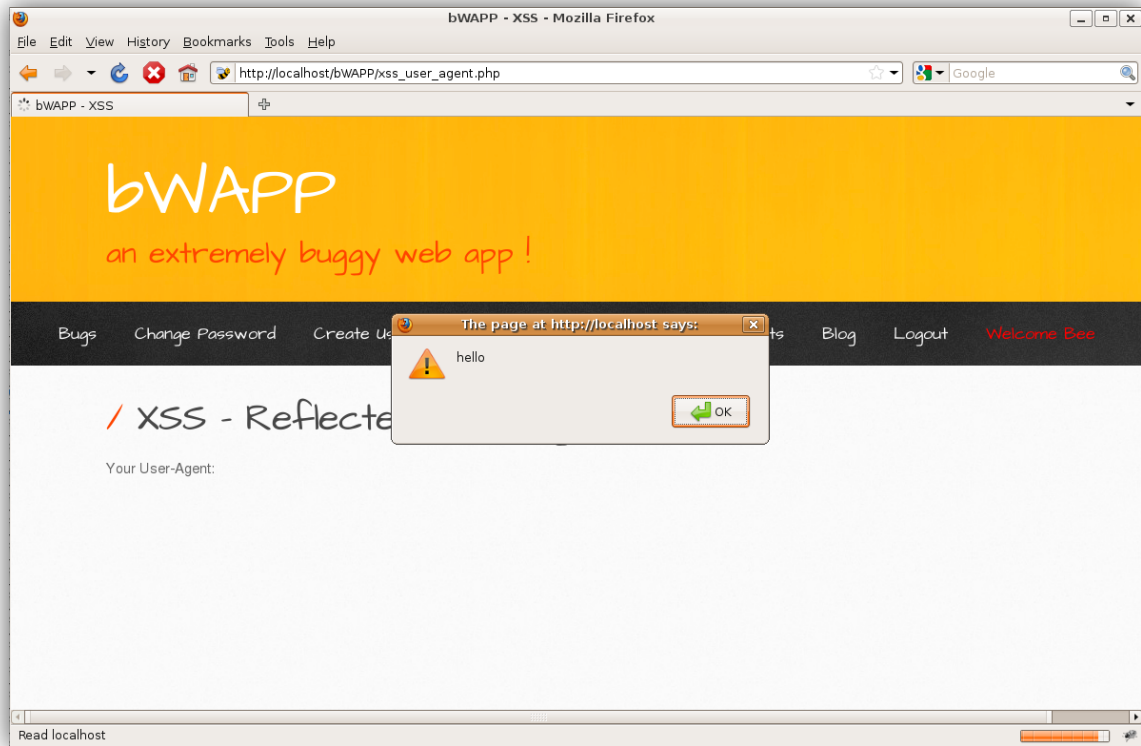 bWAPP - XSS - Mozilla Firefox
File Edit View History Bookmarks Tools Help
http://localhost/bWAPP/xss_user_agent.php Google
bWAPP - XSS
bWAPP
an extremely buggy web app !
Bugs Change Password Create Us ts Blog Logout Welcome Bee
The page at http://localhost says:
hello
OK
/ XSS - Reflecte
Your User-Agent:
Read localhost